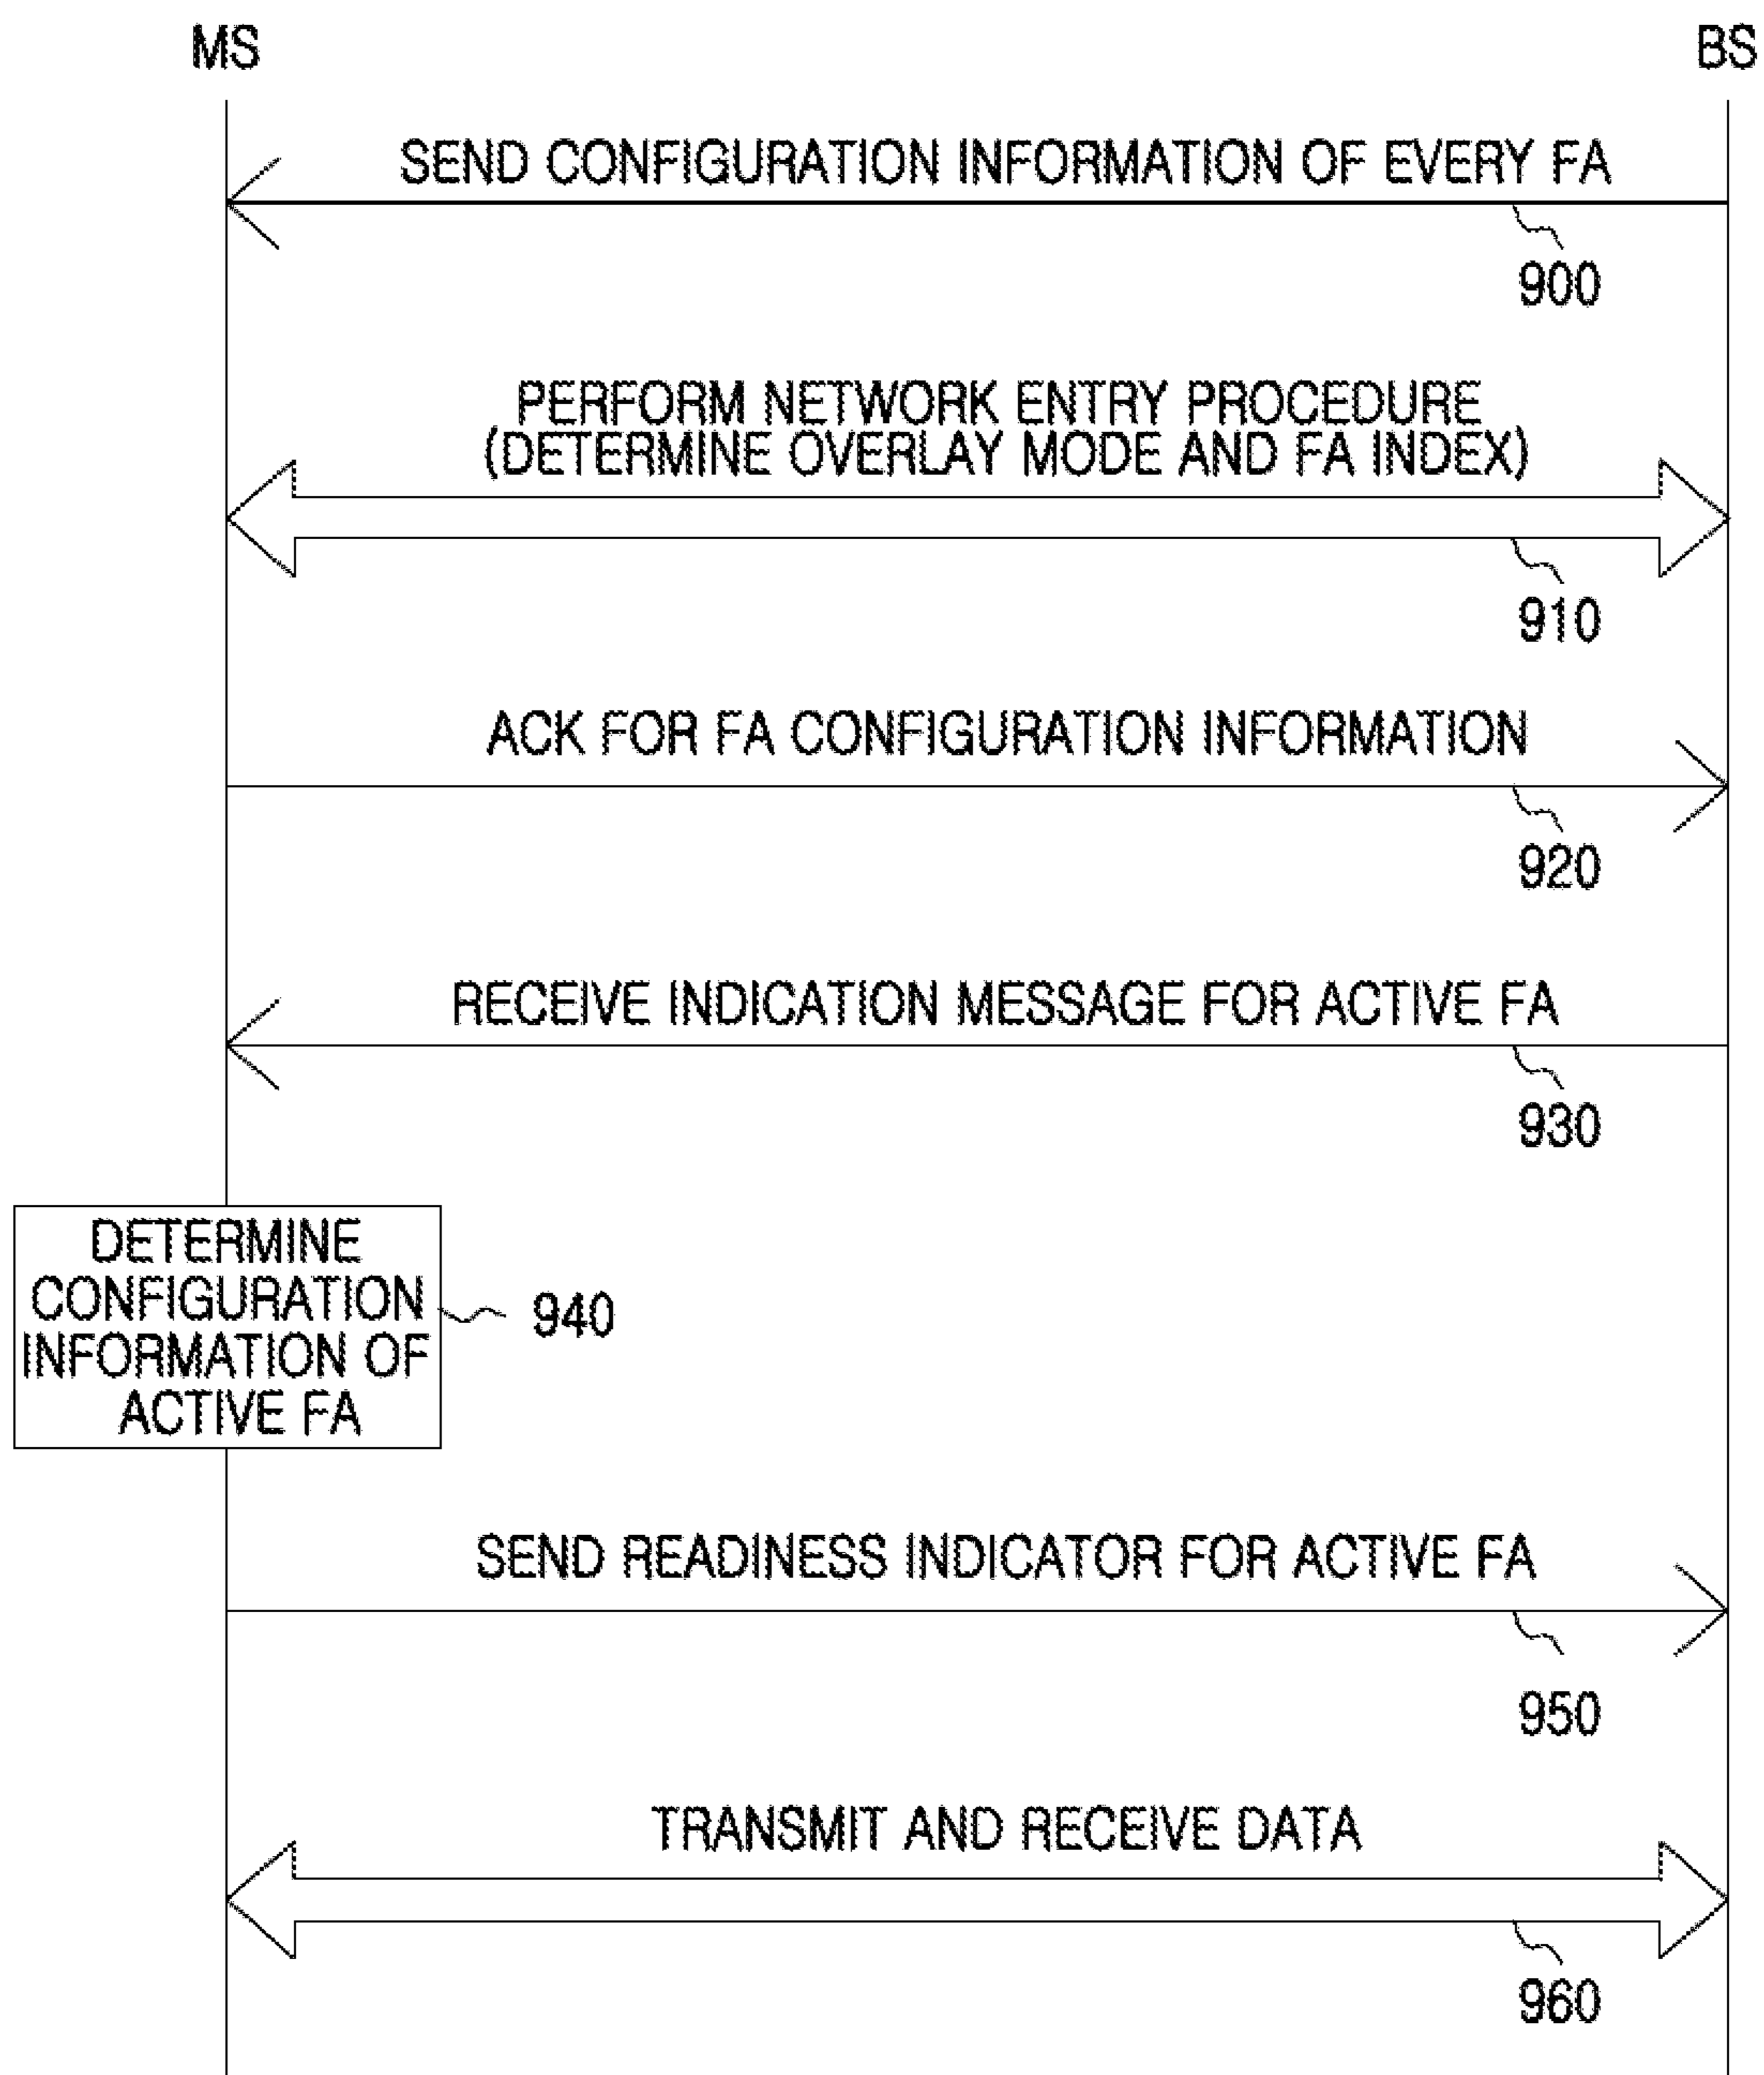 MS
BS
SEND CONFIGURATION INFORMATION OF EVERY FA
900
PERFORM NETWORK ENTRY PROCEDURE
(DETERMINE OVERLAY MODE AND FA INDEX)
910
ACK FOR FA CONFIGURATION INFORMATION
920
RECEIVE INDICATION MESSAGE FOR ACTIVE FA
930
DETERMINE
CONFIGURATION
INFORMATION OF
ACTIVE FA
940
SEND READINESS INDICATOR FOR ACTIVE FA
950
TRANSMIT AND RECEIVE DATA
960